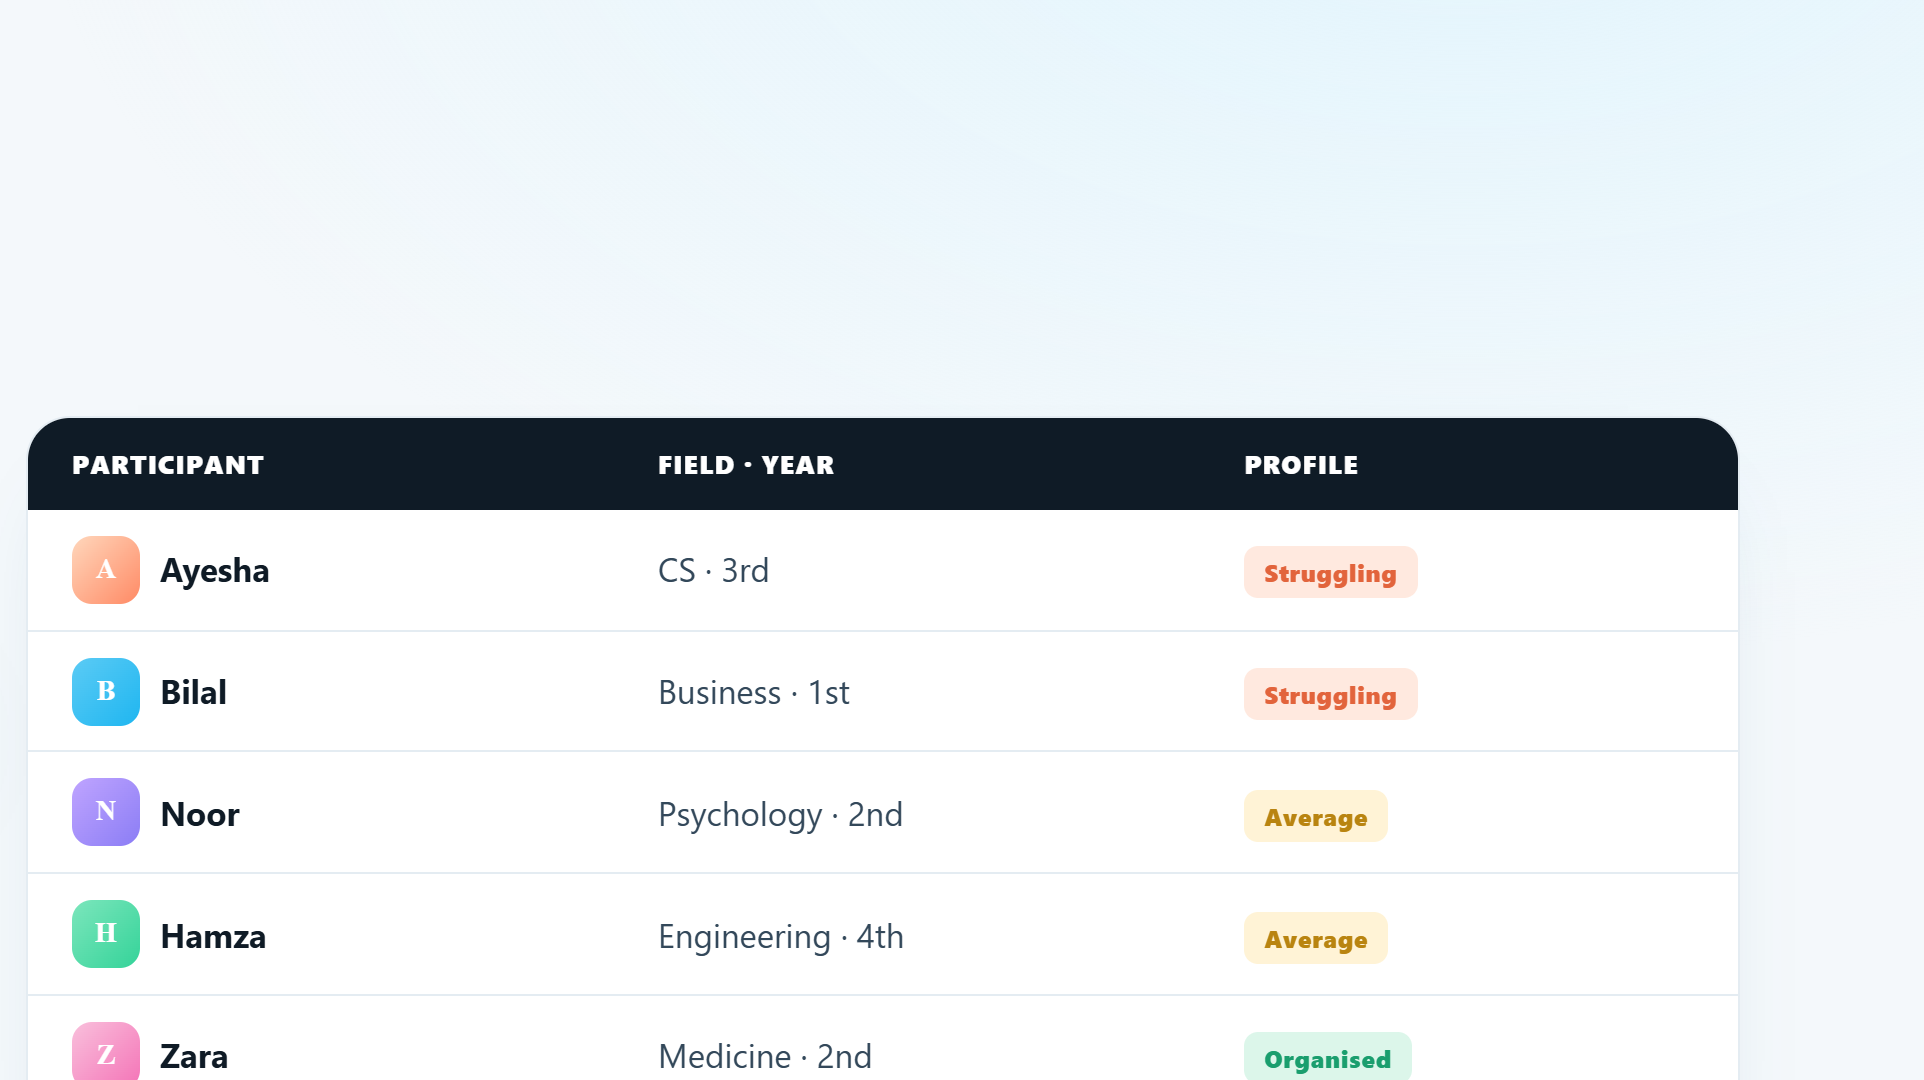 PARTICIPANT FIELD · YEAR PROFILE
A Ayesha CS · 3rd Struggling
B Bilal Business · 1st Struggling
N Noor Psychology · 2nd Average
H Hamza Engineering · 4th Average
Z Zara Medicine · 2nd Organised